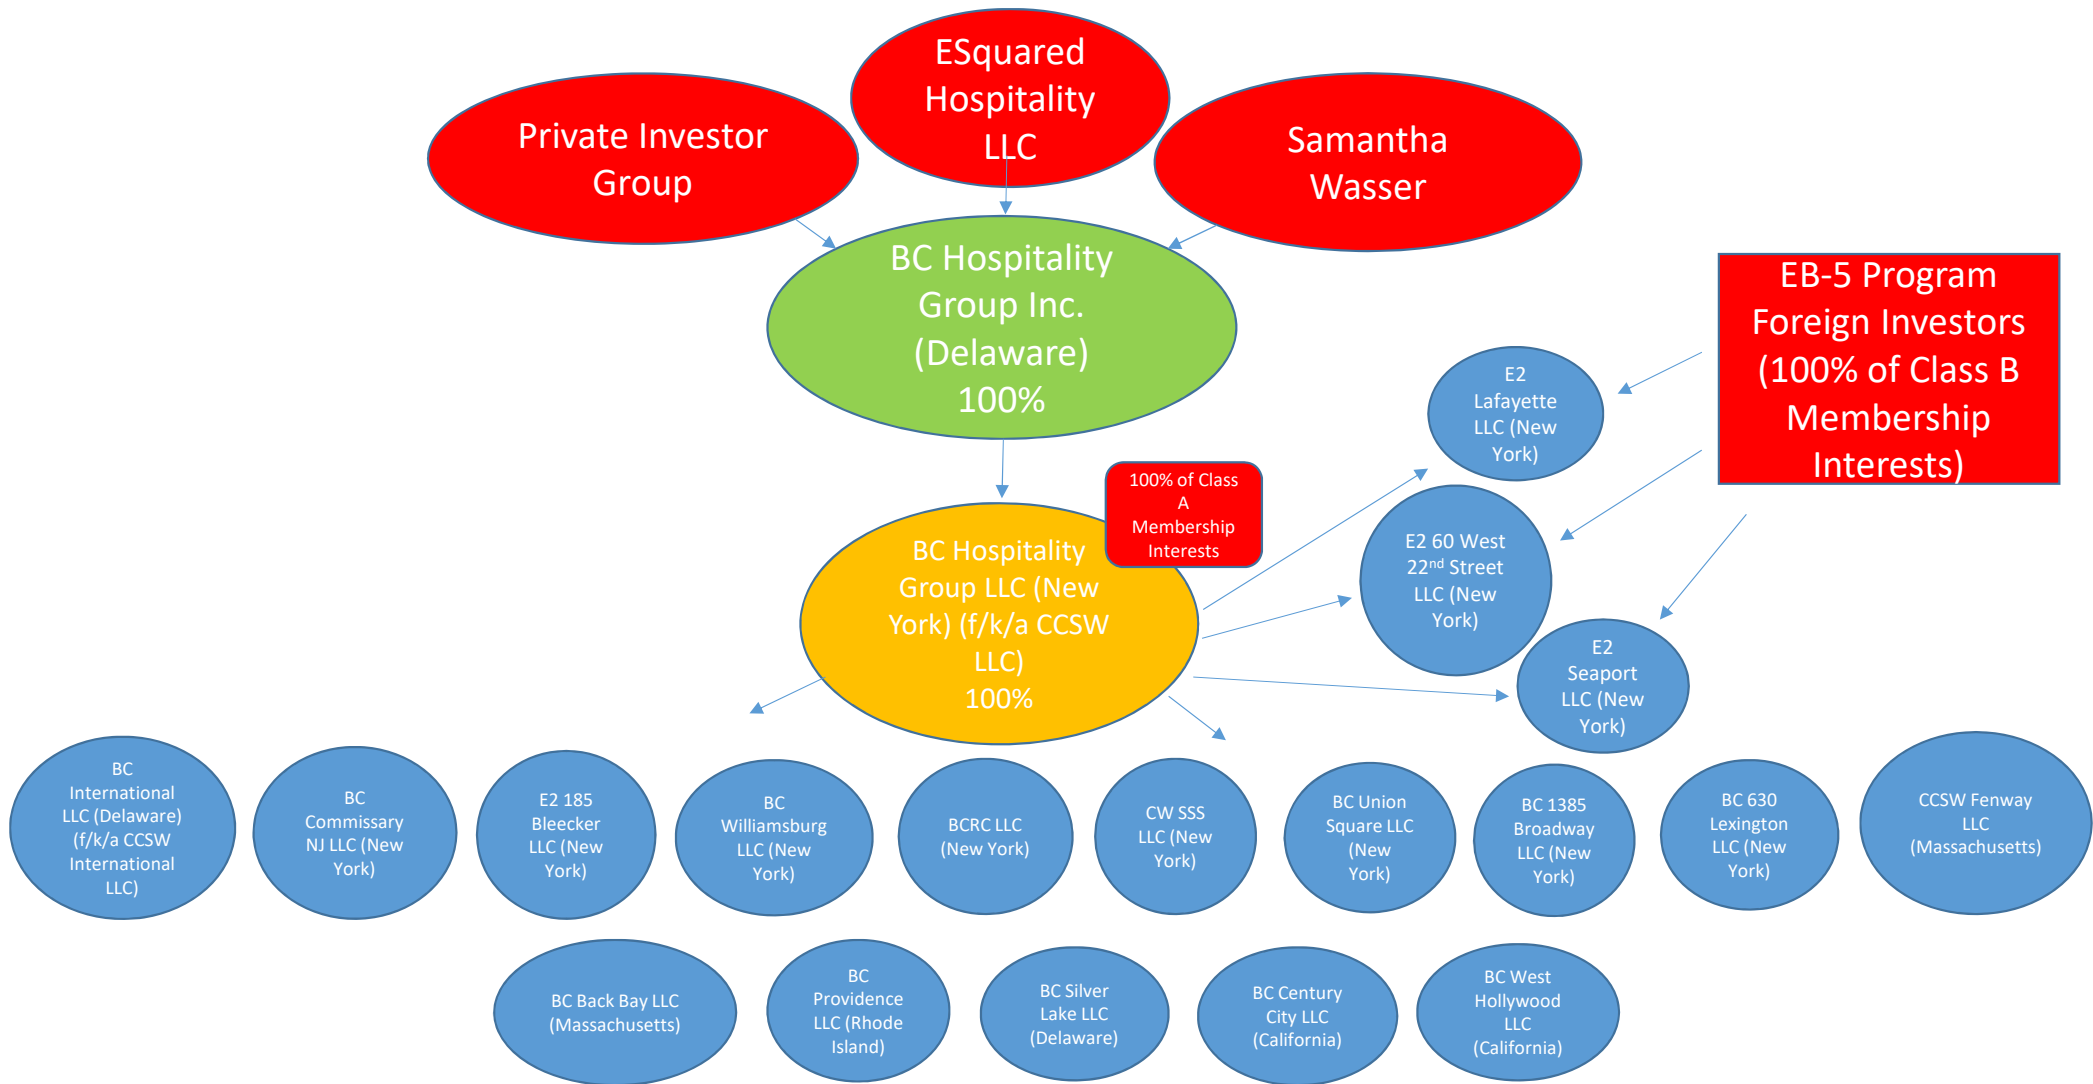 ESquared
Hospitality
LLC
Private Investor
Group
Samantha
Wasser
BC Hospitality
Group Inc.
(Delaware)
100%
EB-5 Program
Foreign Investors
(100% of Class B
Membership
Interests)
E2
Lafayette
LLC (New
York)
100% of Class
A
Membership
Interests
BC Hospitality
Group LLC (New
York) (f/k/a CCSW
LLC)
100%
E2 60 West
22nd Street
LLC (New
York)
E2
Seaport
LLC (New
York)
BC
International
LLC (Delaware)
(f/k/a CCSW
International
LLC)
BC
Commissary
NJ LLC (New
York)
E2 185
Bleecker
LLC (New
York)
BC
Williamsburg
LLC (New
York)
BCRC LLC
(New York)
CW SSS
LLC (New
York)
BC Union
Square LLC
(New
York)
BC 1385
Broadway
LLC (New
York)
BC 630
Lexington
LLC (New
York)
CCSW Fenway
LLC
(Massachusetts)
BC Back Bay LLC
(Massachusetts)
BC
Providence
LLC (Rhode
Island)
BC Silver
Lake LLC
(Delaware)
BC Century
City LLC
(California)
BC West
Hollywood
LLC
(California)